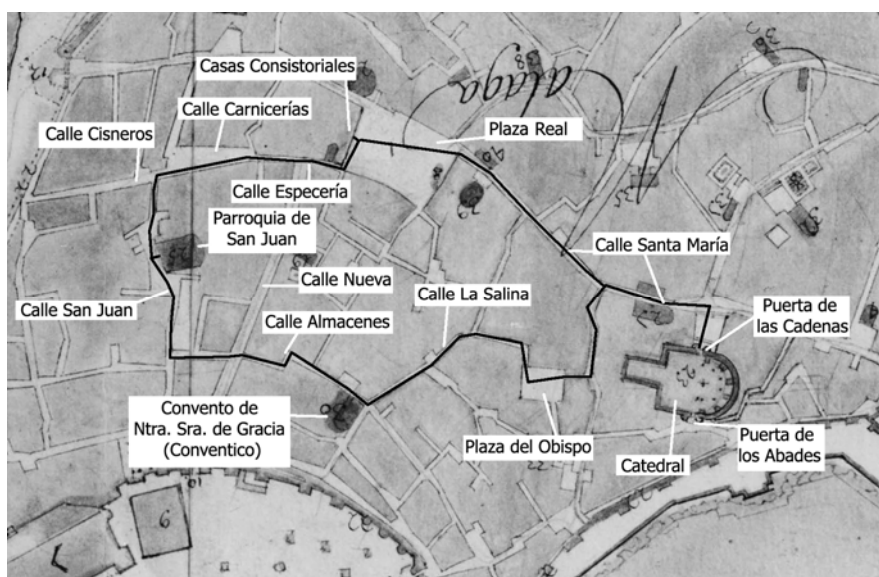 Casas Consistoriales
Calle Carnicerías
Plaza Real
Calle Cisneros
alaga
Calle Especería
Parroquia de
San Juan
Calle Santa María
Calle Nueva
Calle La Salina
Calle San Juan
Puerta de
las Cadenas
Calle Almacenes
Convento de
Ntra. Sra. de Gracia
(Conventico)
Plaza del Obispo
Catedral
Puerta de
los Abades